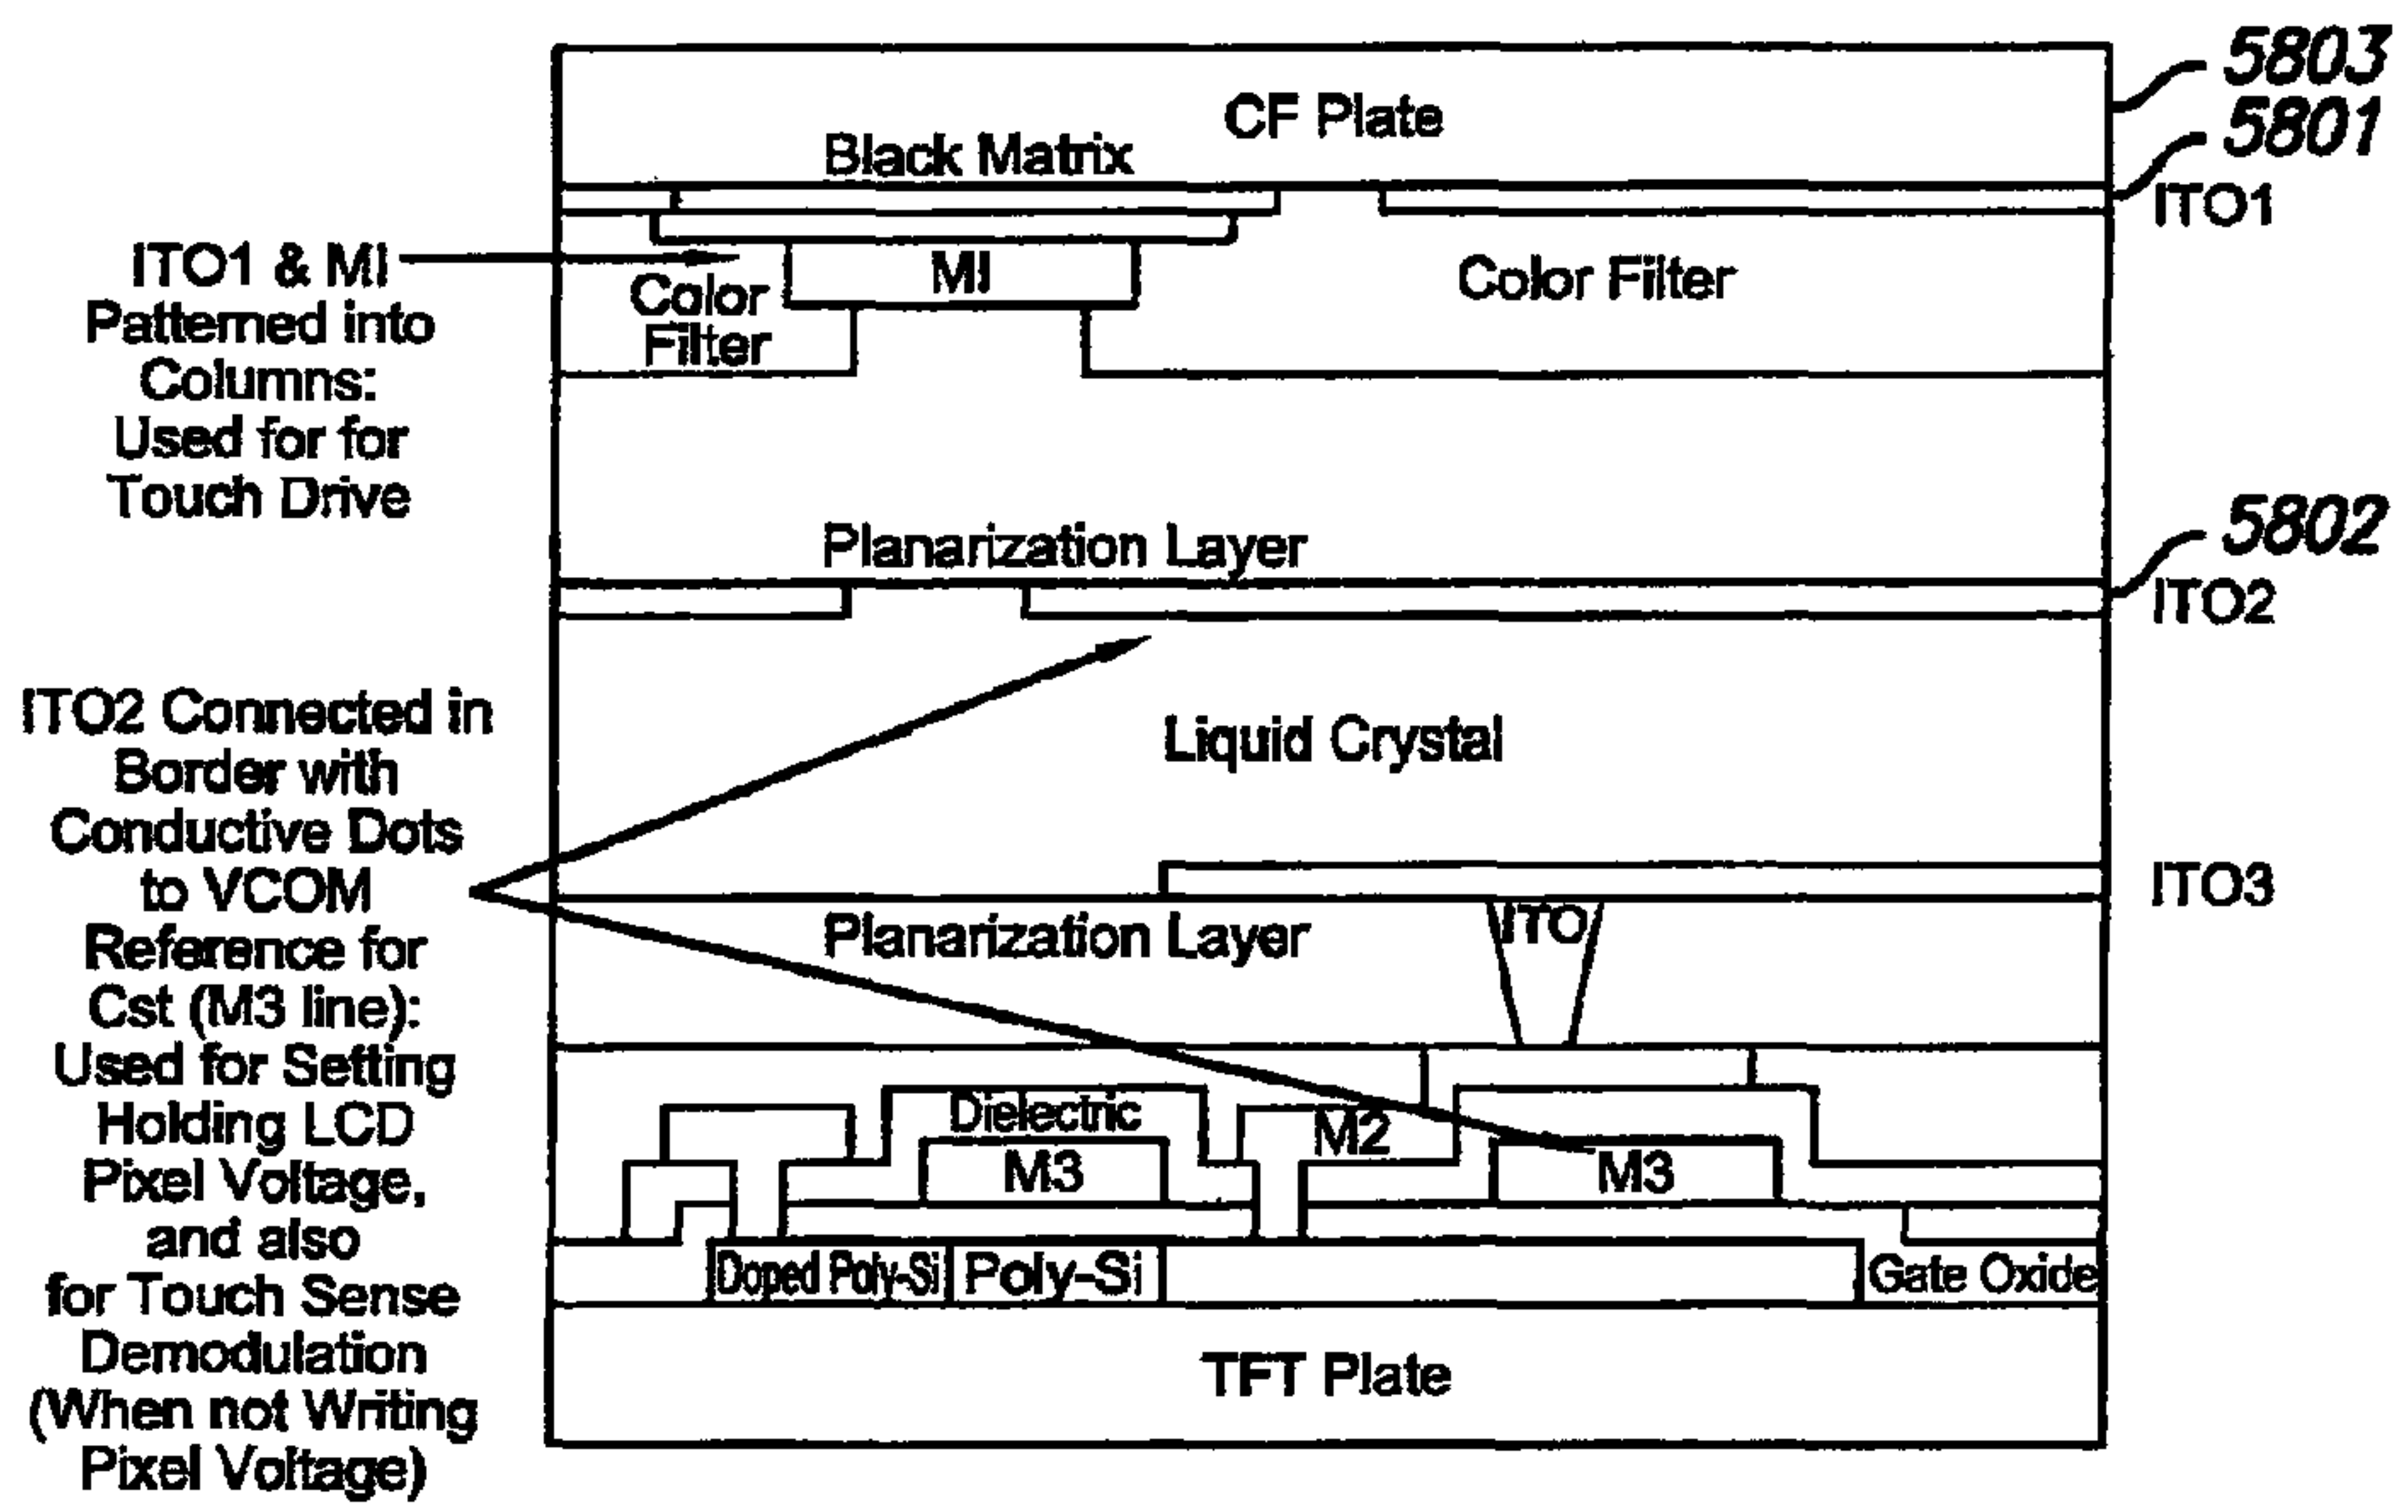 5803
CF Plate
5801
Black Matrix
ITO1
ITO1 & MI
Patterned into
Columns:
Used for for
Touch Drive
MI
Color
Filter
Color Filter
5802
Planarization Layer
ITO2
ITO2 Connected in
Border with
Conductive Dots
to VCOM
Reference for
Cst (M3 line):
Used for Setting
Holding LCD
Pixel Voltage,
and also
for Touch Sense
Demodulation
(When not Writing
Pixel Voltage)
Liquid Crystal
ITO3
Planarization Layer
ITO
Dielectric
M2
M3
M3
Doped Poly-Si
Poly-Si
Gate Oxide
TFT Plate